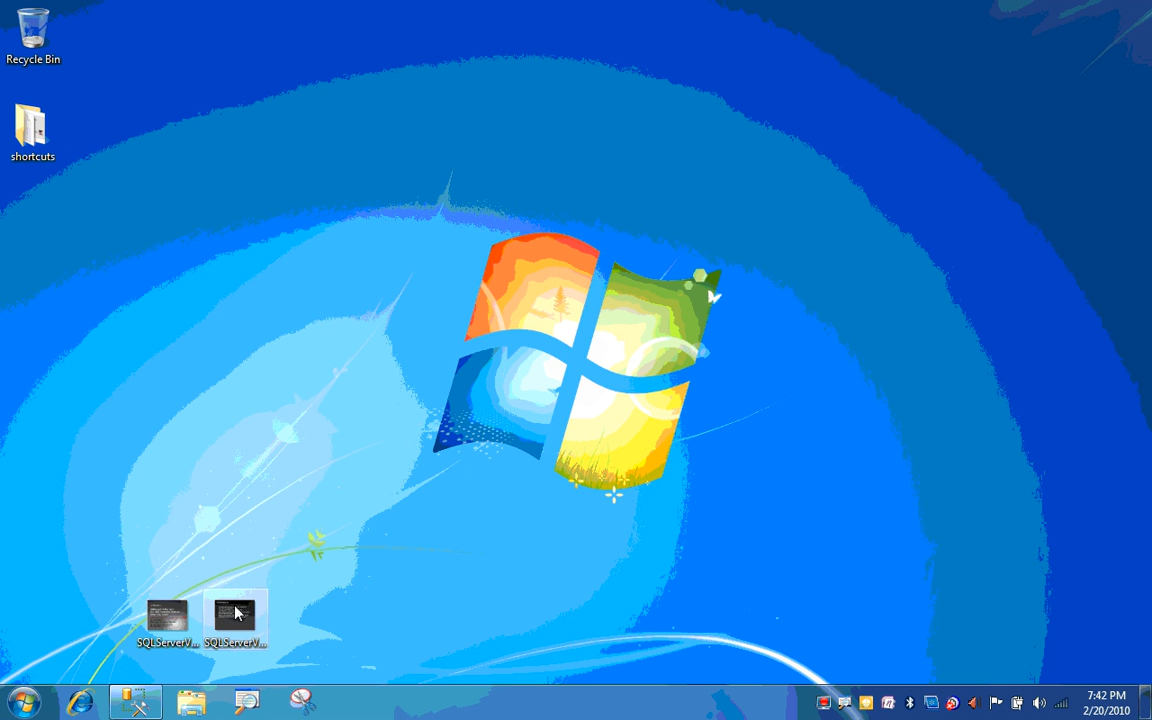 Recycle Bin
shortcuts
SQLServerV...
SQLServerV...
7:42 PM
2/20/2010